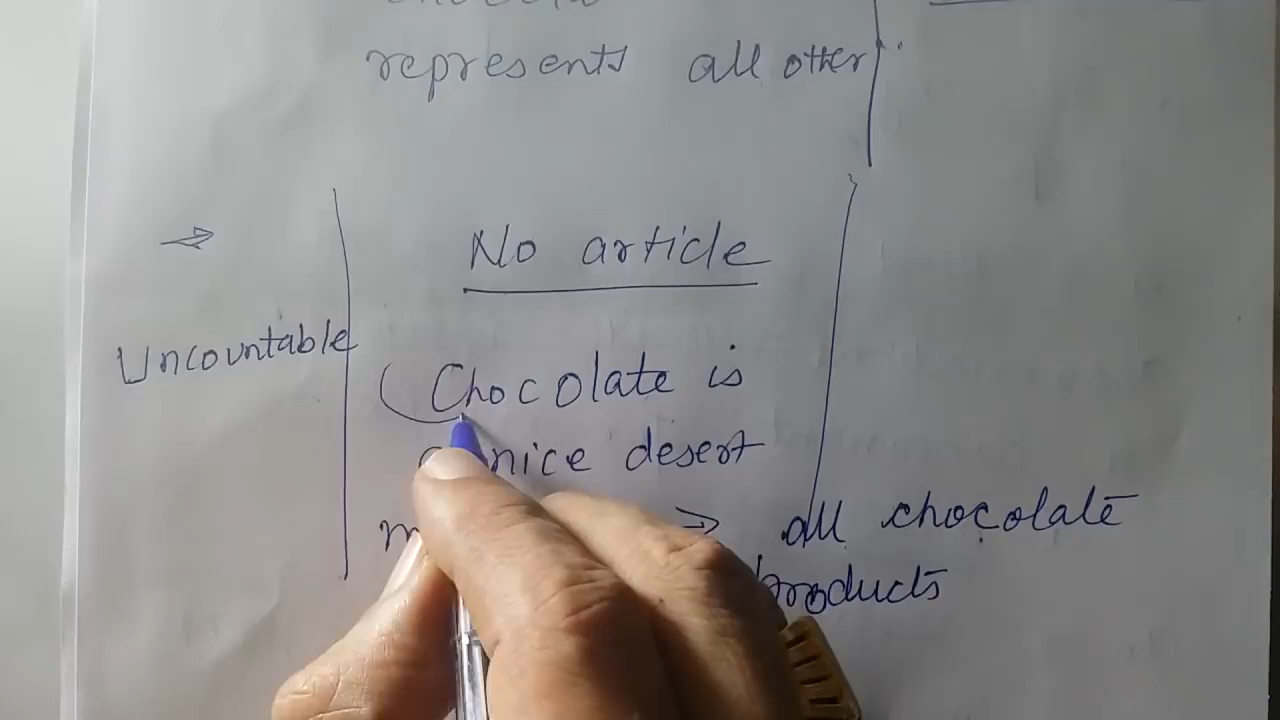 represents all other
No article
Uncountable
Chocolate is
nice desert
→ all chocolate
products